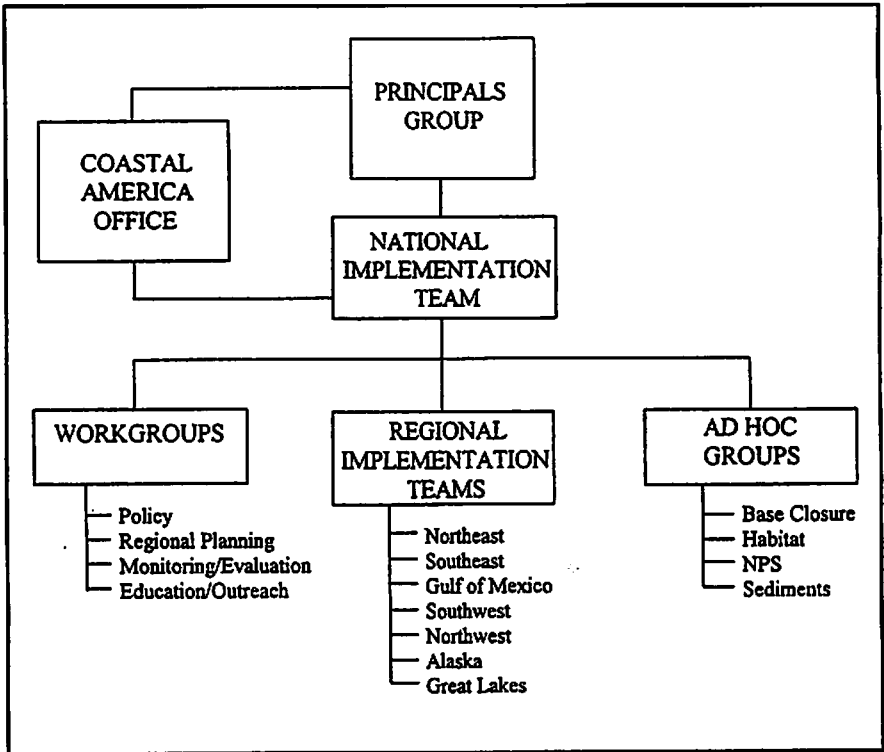 PRINCIPALS
GROUP
COASTAL
AMERICA
OFFICE
NATIONAL
IMPLEMENTATION
TEAM
WORKGROUPS
Policy
Regional Planning
Monitoring/Evaluation
Education/Outreach
REGIONAL
IMPLEMENTATION
TEAMS
Northeast
Southeast
Gulf of Mexico
Southwest
Northwest
Alaska
Great Lakes
AD HOC
GROUPS
Base Closure
Habitat
NPS
Sediments